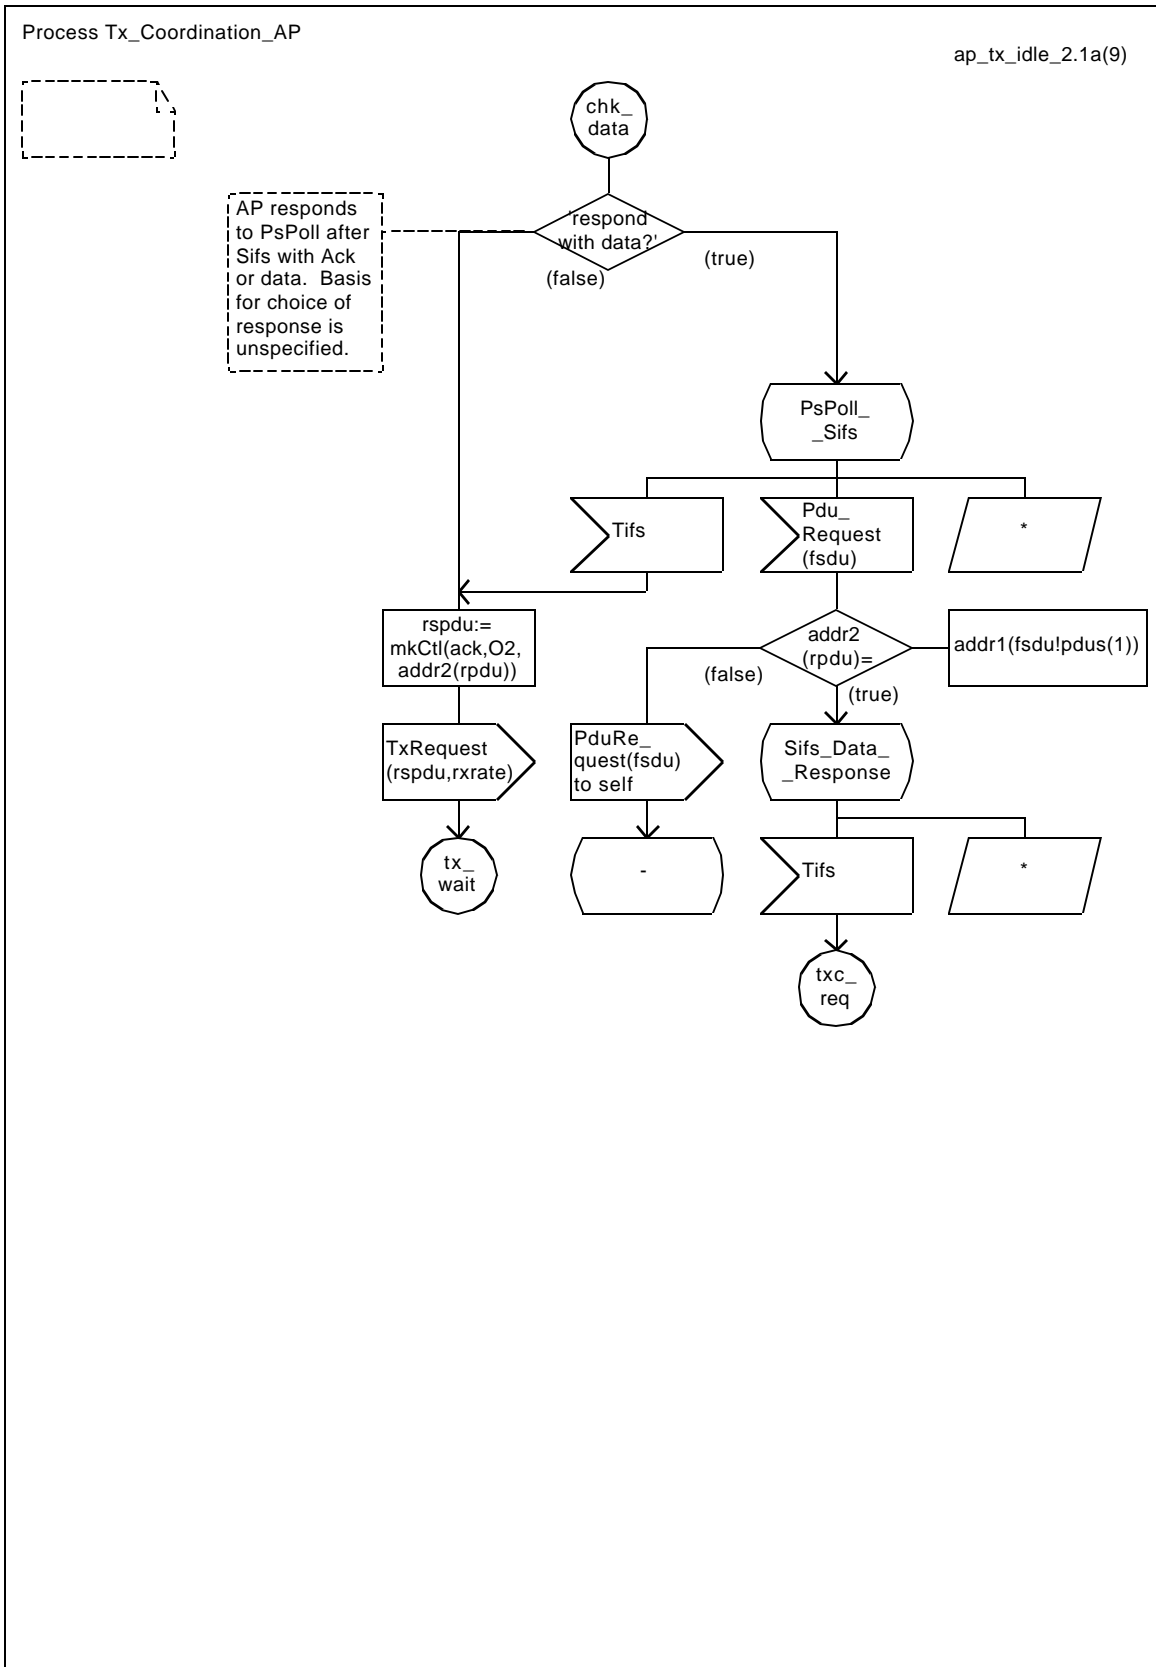 Process Tx_Coordination_AP
ap_tx_idle_2.1a(9)
chk_
data
AP responds
to PsPoll after
Sifs with Ack
or data.  Basis
for choice of
response is
unspecified.
'respond
with data?'
(false)
(true)
PsPoll_
_Sifs
Tifs
Pdu_
Request
(fsdu)
*
rspdu:=
mkCtl(ack,O2,
addr2(rpdu))
addr2
(rpdu)=
addr1(fsdu!pdus(1))
(false)
(true)
TxRequest
(rspdu,rxrate)
PduRe_
quest(fsdu)
to self
Sifs_Data_
_Response
tx_
wait
-
Tifs
*
txc_
req